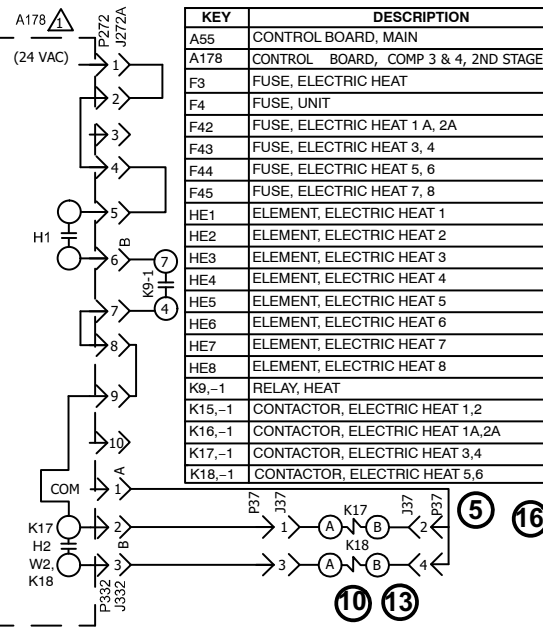 A178 1
P272
J272A
(24 VAC)
1
2
3
4
5
H1
6 B 7
K9-1
7 4
8
9
10
COM 1 A
K17 2 P37 J37 1 A K17 B J37 2 P37 5 16
H2
W2, 3 B 3 A K18 B 4
K18
P332
J332
10 13
KEY DESCRIPTION
A55 CONTROL BOARD, MAIN
A178 CONTROL BOARD, COMP 3 & 4, 2ND STAGE
F3 FUSE, ELECTRIC HEAT
F4 FUSE, UNIT
F42 FUSE, ELECTRIC HEAT 1 A, 2A
F43 FUSE, ELECTRIC HEAT 3, 4
F44 FUSE, ELECTRIC HEAT 5, 6
F45 FUSE, ELECTRIC HEAT 7, 8
HE1 ELEMENT, ELECTRIC HEAT 1
HE2 ELEMENT, ELECTRIC HEAT 2
HE3 ELEMENT, ELECTRIC HEAT 3
HE4 ELEMENT, ELECTRIC HEAT 4
HE5 ELEMENT, ELECTRIC HEAT 5
HE6 ELEMENT, ELECTRIC HEAT 6
HE7 ELEMENT, ELECTRIC HEAT 7
HE8 ELEMENT, ELECTRIC HEAT 8
K9,–1 RELAY, HEAT
K15,–1 CONTACTOR, ELECTRIC HEAT 1,2
K16,–1 CONTACTOR, ELECTRIC HEAT 1A,2A
K17,–1 CONTACTOR, ELECTRIC HEAT 3,4
K18,–1 CONTACTOR, ELECTRIC HEAT 5,6